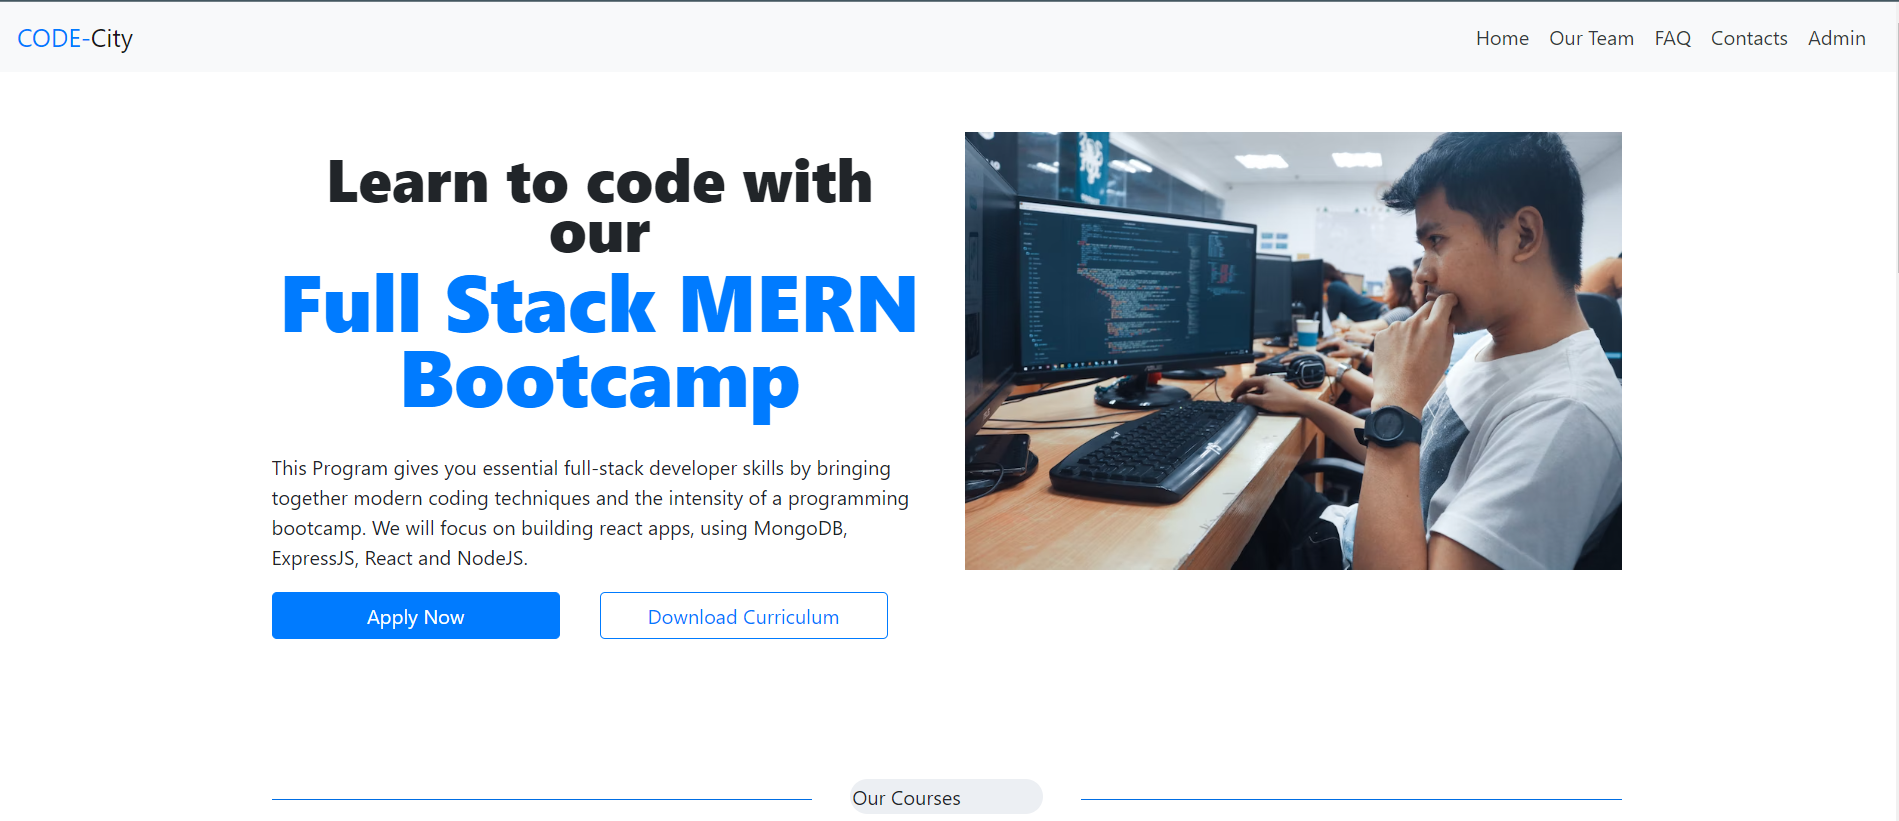 CODE-City
Home Our Team FAQ Contacts Admin
Learn to code with
our
Full Stack MERN
Bootcamp
This Program gives you essential full-stack developer skills by bringing
together modern coding techniques and the intensity of a programming
bootcamp. We will focus on building react apps, using MongoDB,
ExpressJS, React and NodeJS.
Apply Now
Download Curriculum
Our Courses